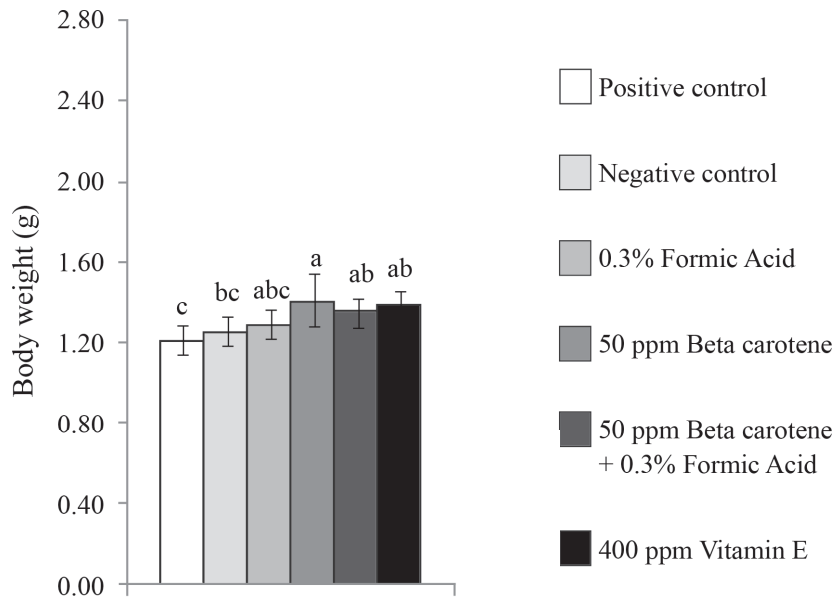 2.80
2.40
2.00
1.60
1.20
0.80
0.40
0.00
Body weight (g)
c
bc
abc
a
ab
ab
Positive control
Negative control
0.3% Formic Acid
50 ppm Beta carotene
50 ppm Beta carotene
+ 0.3% Formic Acid
400 ppm Vitamin E